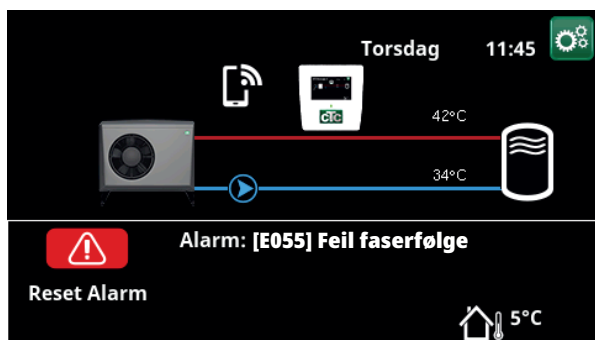 Torsdag 11:45
CTC
42°C
34°C
Alarm: [E055] Feil faserfølge
Reset Alarm
5°C